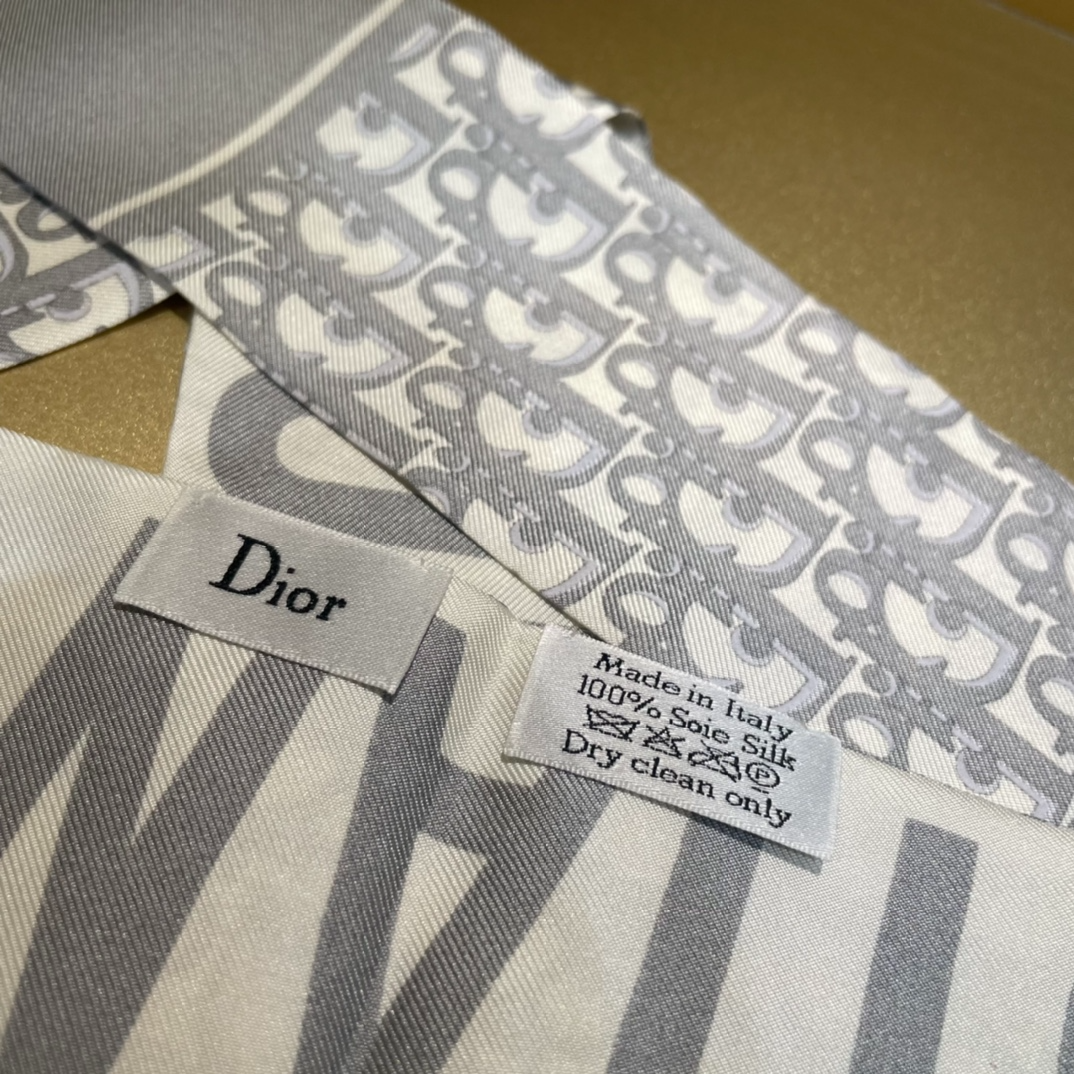 Dior
Made in Italy
100% Soie Silk
Dry clean only